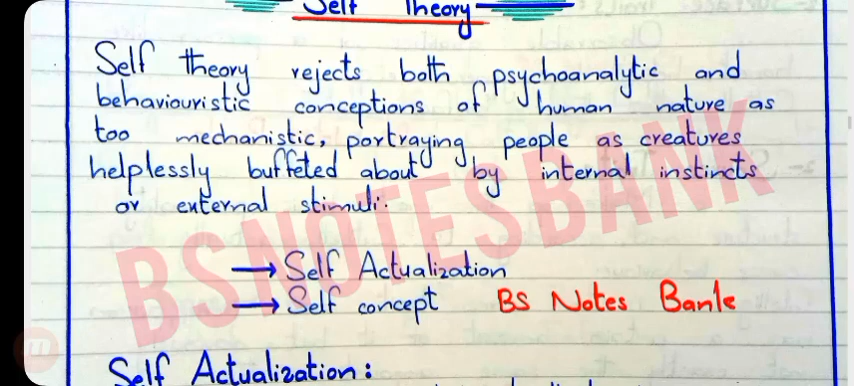 Self Theory
Self theory rejects both psychoanalytic and
behaviouristic conceptions of human nature as
too mechanistic, portraying people as creatures
helplessly buffeted about by internal instincts
or external stimuli.
→ Self Actualization
→ Self concept BS Notes Bank
Self Actualization:
BSNOTESBANK